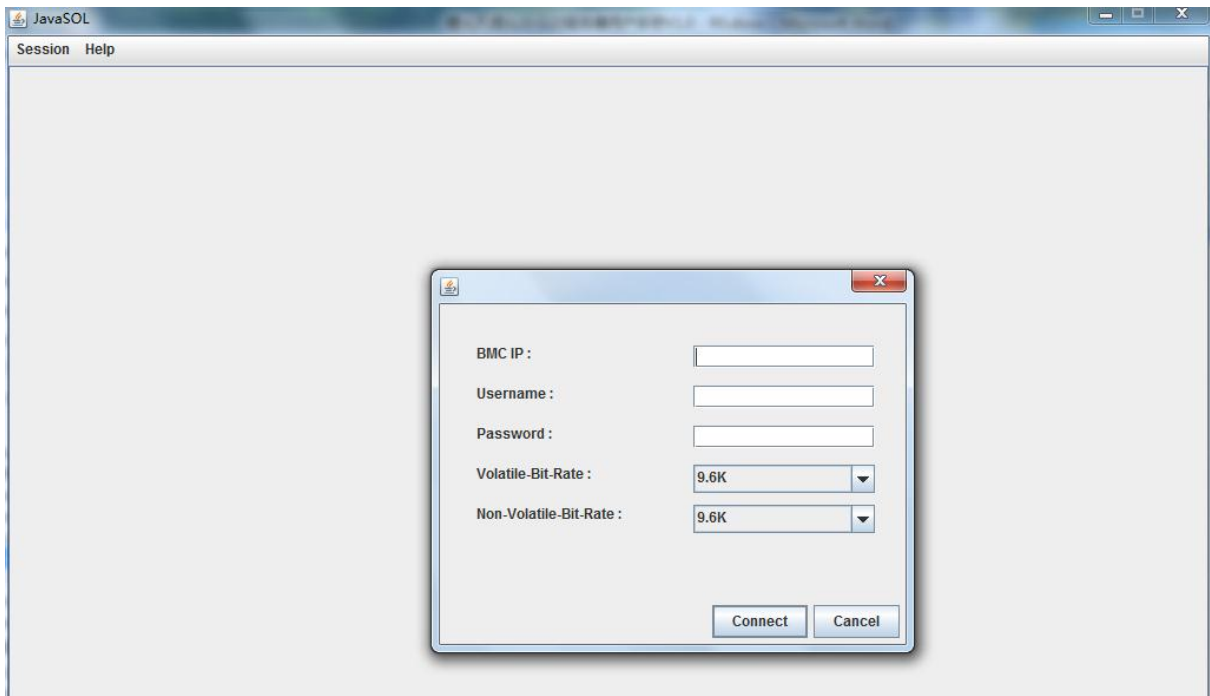 JavaSOL
Session Help
BMC IP :
Username :
Password :
Volatile-Bit-Rate : 9.6K
Non-Volatile-Bit-Rate : 9.6K
Connect Cancel